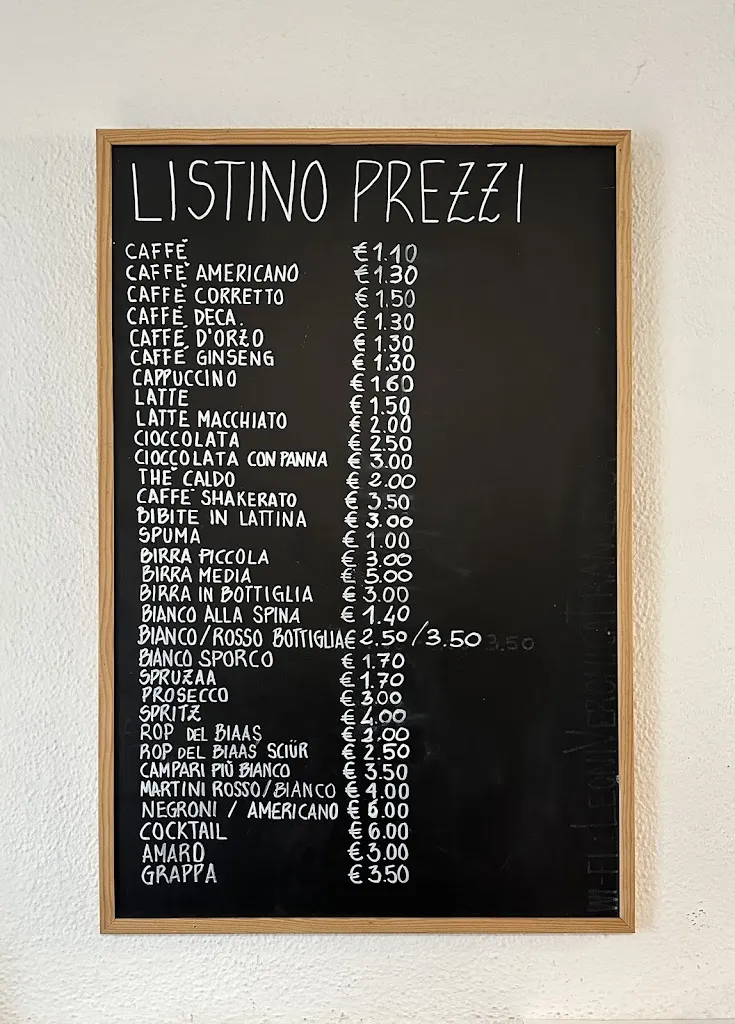 LISTINO PREZZI
CAFFÈ € 1.10
CAFFÈ AMERICANO € 1.30
CAFFÈ CORRETTO € 1.50
CAFFÈ DECA. € 1.30
CAFFÈ D'ORZO € 1.30
CAFFÈ GINSENG € 1.30
CAPPUCCINO € 1.60
LATTE € 1.50
LATTE MACCHIATO € 2.00
CIOCCOLATA € 2.50
CIOCCOLATA CON PANNA € 3.00
THÈ CALDO € 2.00
CAFFÈ SHAKERATO € 3.50
BIBITE IN LATTINA € 3.00
SPUMA € 1.00
BIRRA PICCOLA € 3.00
BIRRA MEDIA € 5.00
BIRRA IN BOTTIGLIA € 3.00
BIANCO ALLA SPINA € 1.40
BIANCO/ROSSO BOTTIGLIA € 2.50 / 3.50 3.50
BIANCO SPORCO € 1.70
SPRUZAA € 1.70
PROSECCO € 3.00
SPRITZ € 4.00
ROP DEL BIAAS € 2.00
ROP DEL BIAAS SCIÜR € 2.50
CAMPARI PIÙ BIANCO € 3.50
MARTINI ROSSO/BIANCO € 4.00
NEGRONI / AMERICANO € 6.00
COCKTAIL € 6.00
AMARO € 3.00
GRAPPA € 3.50
WI-FI: